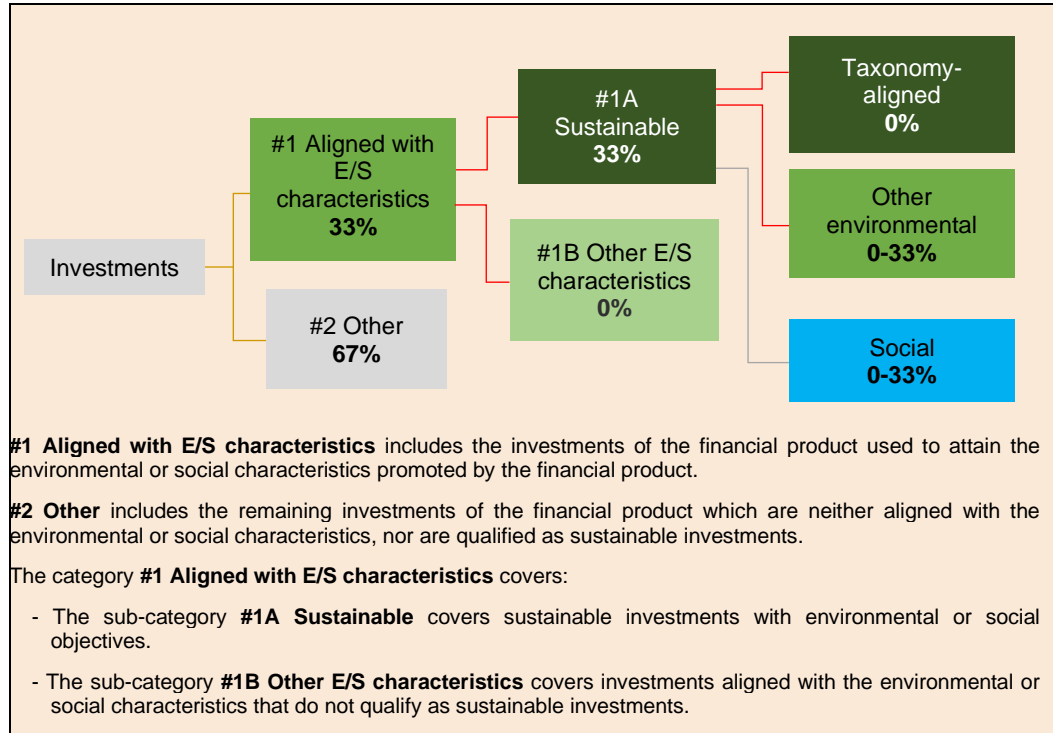 Investments
#1 Aligned with
E/S
characteristics
33%
#2 Other
67%
#1A
Sustainable
33%
#1B Other E/S
characteristics
0%
Taxonomy-
aligned
0%
Other
environmental
0-33%
Social
0-33%
#1 Aligned with E/S characteristics includes the investments of the financial product used to attain the
environmental or social characteristics promoted by the financial product.
#2 Other includes the remaining investments of the financial product which are neither aligned with the
environmental or social characteristics, nor are qualified as sustainable investments.
The category #1 Aligned with E/S characteristics covers:
- The sub-category #1A Sustainable covers sustainable investments with environmental or social
objectives.
- The sub-category #1B Other E/S characteristics covers investments aligned with the environmental or
social characteristics that do not qualify as sustainable investments.